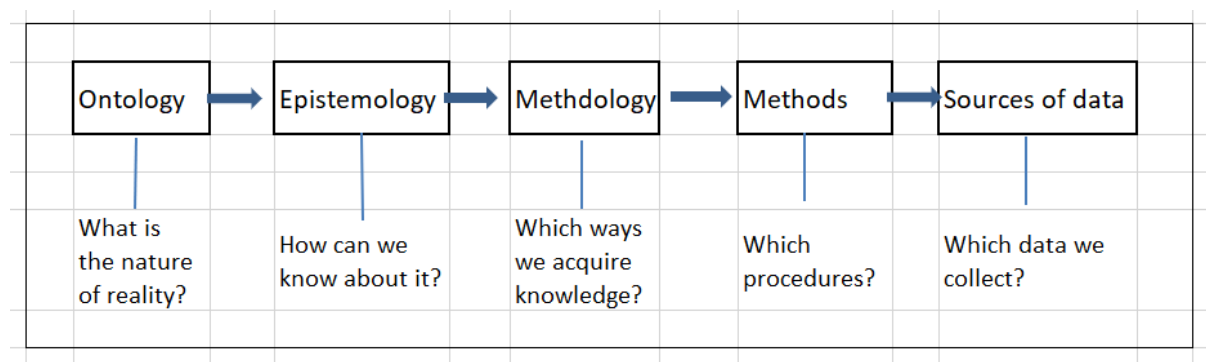 Ontology
Epistemology
Methdology
Methods
Sources of data
What is
the nature
of reality?
How can we
know about it?
Which ways
we acquire
knowledge?
Which
procedures?
Which data we
collect?